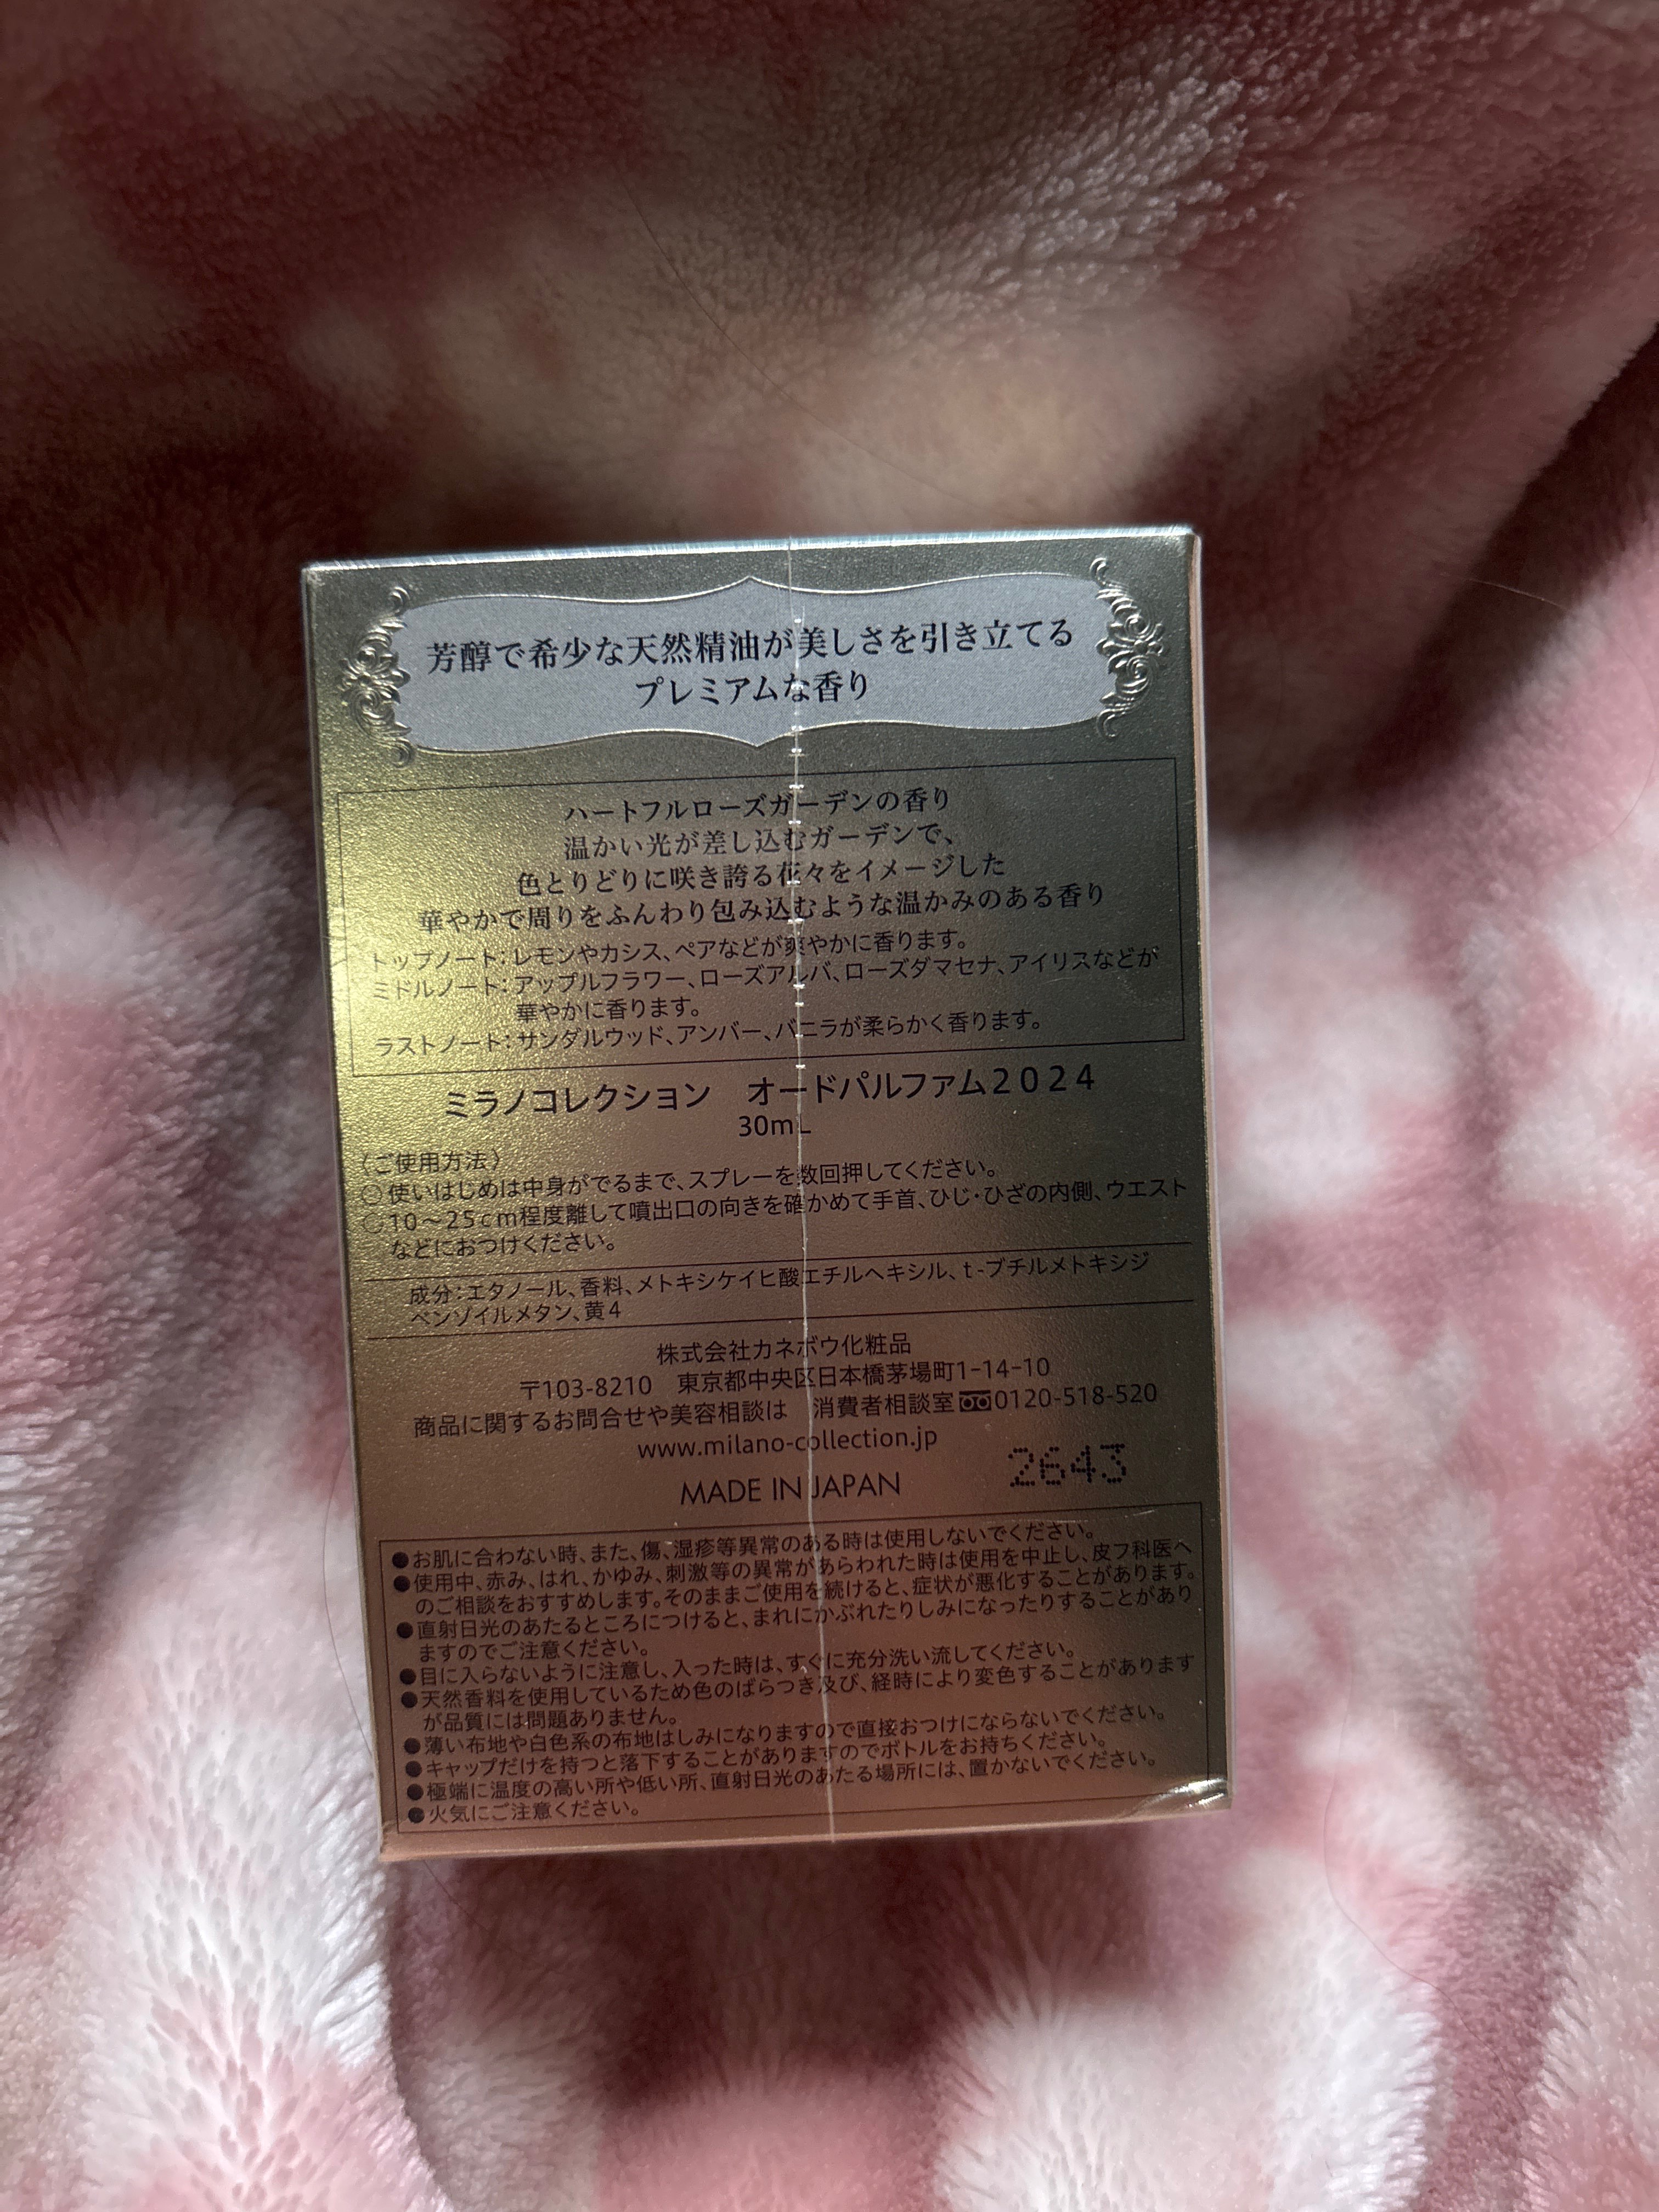 芳醇で希少な天然精油が美しさを引き立てる
プレミアムな香り
ハートフルローズガーデンの香り
温かい光が差し込むガーデンで、
色とりどりに咲き誇る花々をイメージした
華やかで周りをふんわり包み込むような温かみのある香り
トップノート：レモンやカシス、ペアなどが爽やかに香ります。
ミドルノート：アップルフラワー、ローズアルバ、ローズダマセナ、アイリスなどが
華やかに香ります。
ラストノート：サンダルウッド、アンバー、バニラが柔らかく香ります。
ミラノコレクション　オードパルファム２０２４
30mL
〈ご使用方法〉
○使いはじめは中身がでるまで、スプレーを数回押してください。
○10～25cm程度離して噴出口の向きを確かめて手首、ひじ・ひざの内側、ウエスト
などにおつけください。
成分：エタノール、香料、メトキシケイヒ酸エチルヘキシル、t-ブチルメトキシジ
ベンゾイルメタン、黄４
株式会社カネボウ化粧品
〒103-8210　東京都中央区日本橋茅場町1-14-10
商品に関するお問合せや美容相談は　消費者相談室 0120-518-520
www.milano-collection.jp
MADE IN JAPAN
2643
●お肌に合わない時、また、傷、湿疹等異常のある時は使用しないでください。
●使用中、赤み、はれ、かゆみ、刺激等の異常があらわれた時は使用を中止し、皮フ科医へ
のご相談をおすすめします。そのままご使用を続けると、症状が悪化することがあります。
●直射日光のあたるところにつけると、まれにかぶれたりしみになったりすることがあり
ますのでご注意ください。
●目に入らないように注意し、入った時は、すぐに充分洗い流してください。
●天然香料を使用しているため色のばらつき及び、経時により変色することがあります
が品質には問題ありません。
●薄い布地や白色系の布地はしみになりますので直接おつけにならないでください。
●キャップだけを持つと落下することがありますのでボトルをお持ちください。
●極端に温度の高い所や低い所、直射日光のあたる場所には、置かないでください。
●火気にご注意ください。